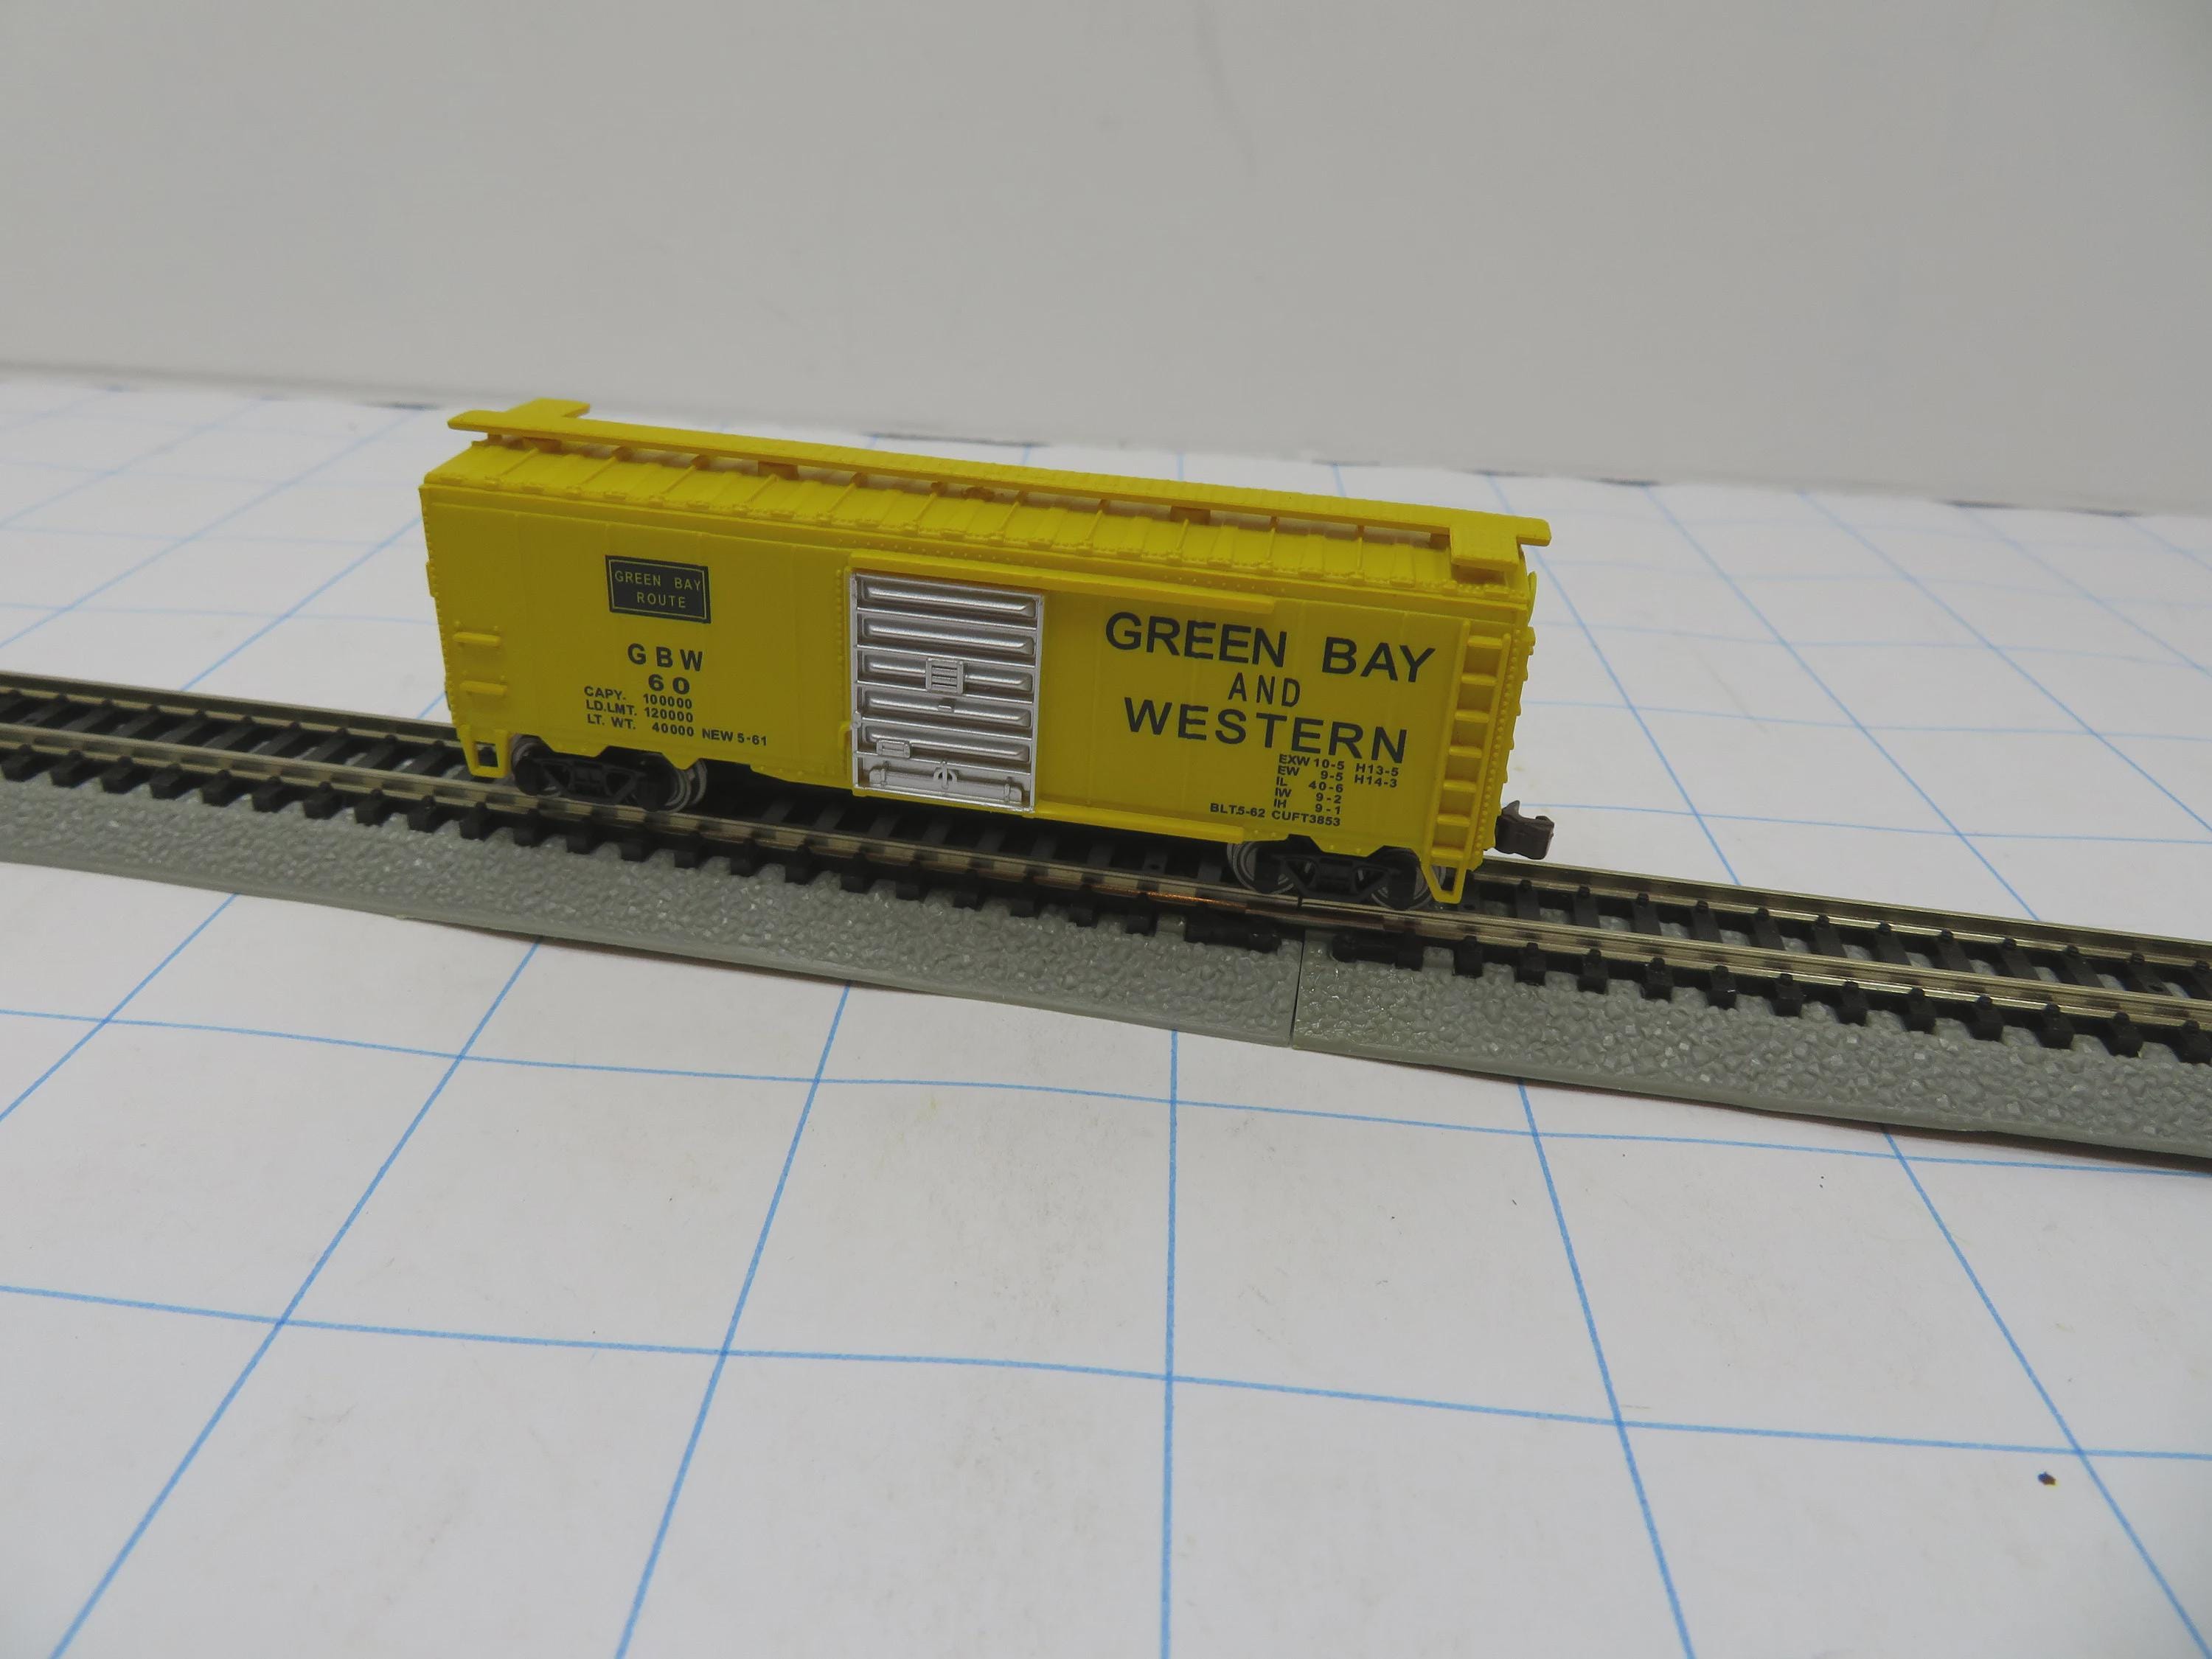 GREEN BAY
ROUTE
GBW
60
CAPY. 100000
LD.LMT. 120000
LT. WT. 40000 NEW 5-61
GREEN BAY
AND
WESTERN
EXW 10-5 H13-5
EW 9-5 H14-3
IL 40-6
IW 9-2
IH 9-1
BLT.5-62 CUFT3853